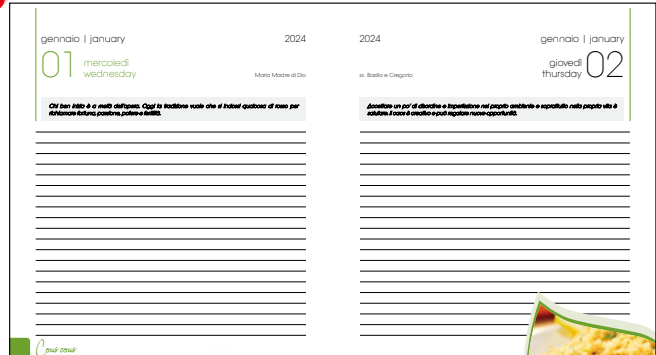 gennaio | january 2024
01 mercoledì
wednesday
Maria Madre di Dio
Chi ben inizia è a metà dell'opera. Oggi la tradizione vuole che si indossi qualcosa di rosso per
richiamare fortuna, passione, potere e fertilità.
Cous cous
2024 gennaio | january
giovedì 02
thursday
ss. Basilio e Gregorio
Accettare un po' di disordine e imperfezione nel proprio ambiente e soprattutto nella propria vita è
salutare. Il caos è creativo e può regalare nuove opportunità.